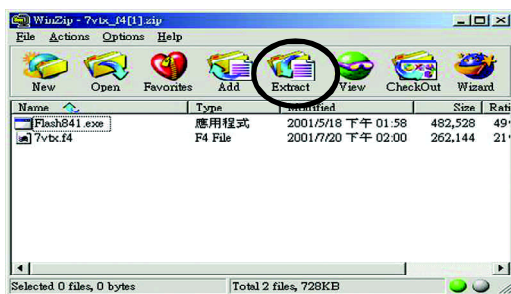 WinZip - 7vtx_f4[1].zip
File Actions Options Help
New Open Favorites Add Extract View CheckOut Wizard
Name Type Modified Size Rati
Flash841.exe 應用程式 2001/5/18 下午 01:58 482,528 49
7vtx.f4 F4 File 2001/7/20 下午 02:00 262,144 21
Selected 0 files, 0 bytes Total 2 files, 728KB